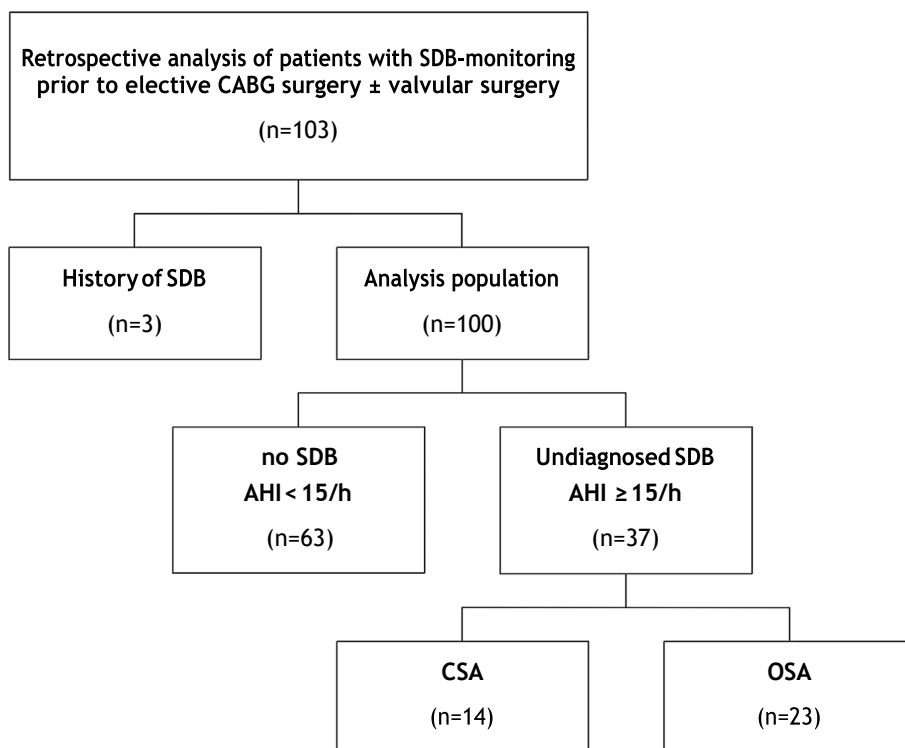 Retrospective analysis of patients with SDB-monitoring
prior to elective CABG surgery ± valvular surgery
(n=103)
History of SDB
(n=3)
Analysis population
(n=100)
no SDB
AHI < 15/h
(n=63)
Undiagnosed SDB
AHI ≥ 15/h
(n=37)
CSA
(n=14)
OSA
(n=23)